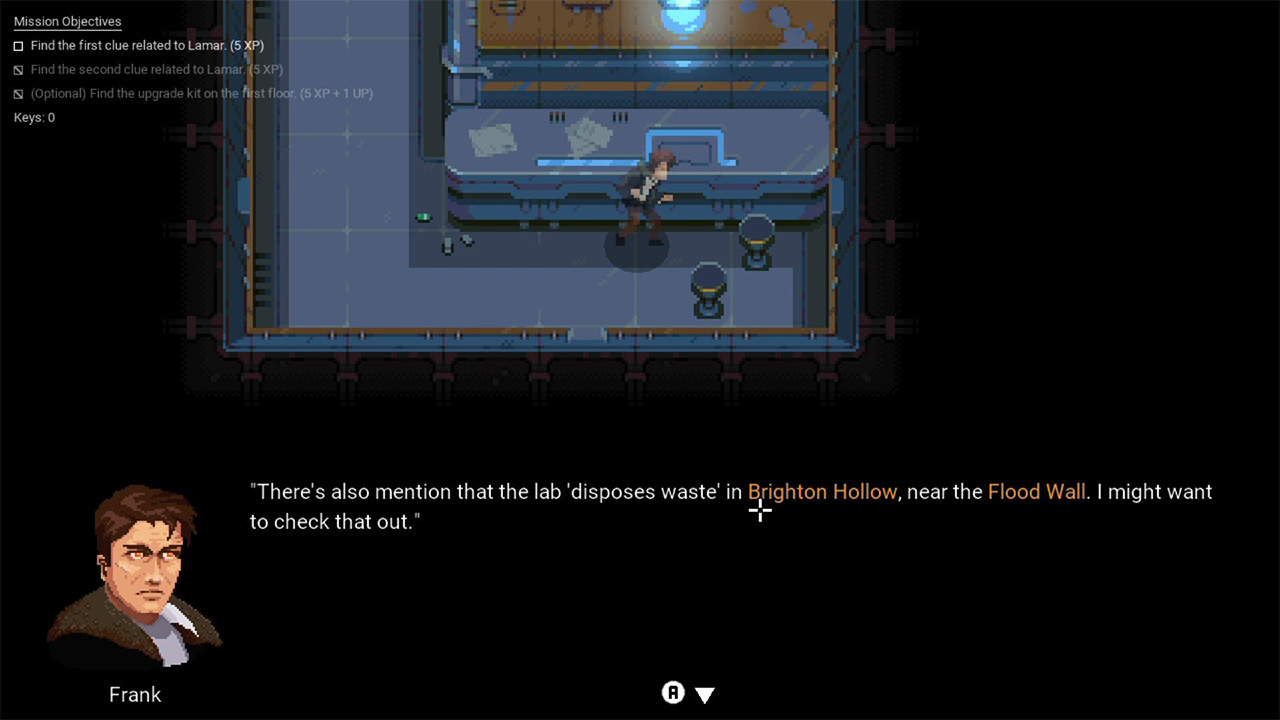 Mission Objectives
Find the first clue related to Lamar. (5 XP)
Find the second clue related to Lamar. (5 XP)
(Optional) Find the upgrade kit on the first floor. (5 XP + 1 UP)
Keys: 0
"There's also mention that the lab 'disposes waste' in Brighton Hollow, near the Flood Wall. I might want
to check that out."
Frank
A